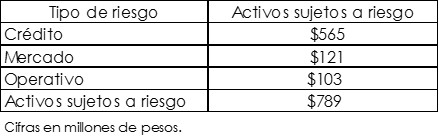 Tipo de riesgo Activos sujetos a riesgo
Crédito $565
Mercado $121
Operativo $103
Activos sujetos a riesgo $789
Cifras en millones de pesos.